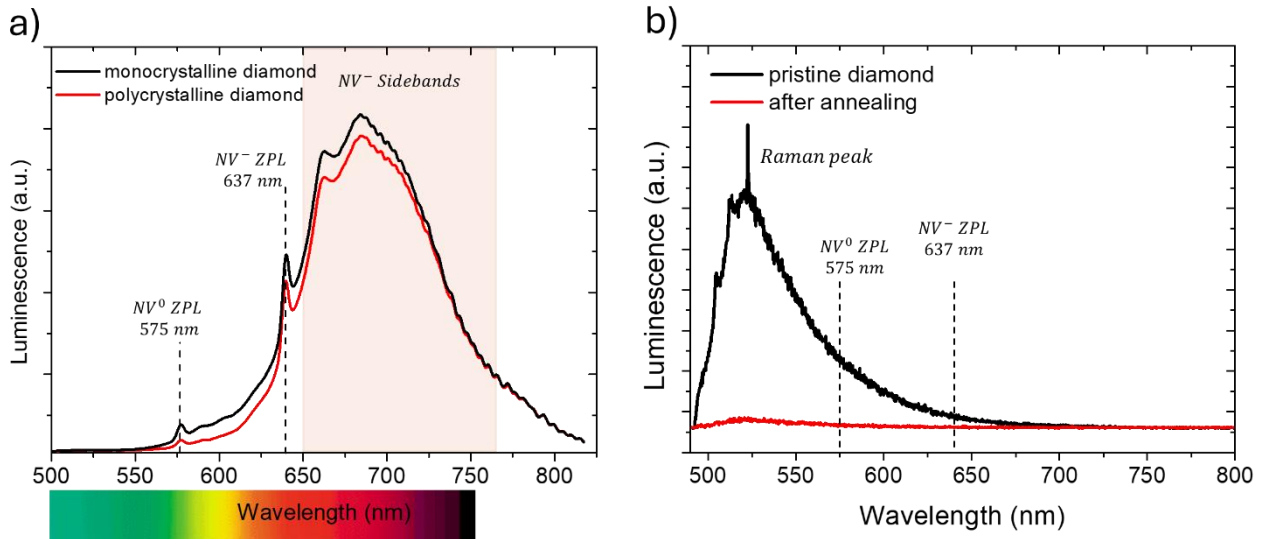 a)
monocrystalline diamond
polycrystalline diamond
NV⁻ Sidebands
NV⁻ ZPL
637 nm
NV⁰ ZPL
575 nm
Luminescence (a.u.)
500 550 600 650 700 750 800
Wavelength (nm)
b)
pristine diamond
after annealing
Raman peak
NV⁰ ZPL
575 nm
NV⁻ ZPL
637 nm
Luminescence (a.u.)
500 550 600 650 700 750 800
Wavelength (nm)